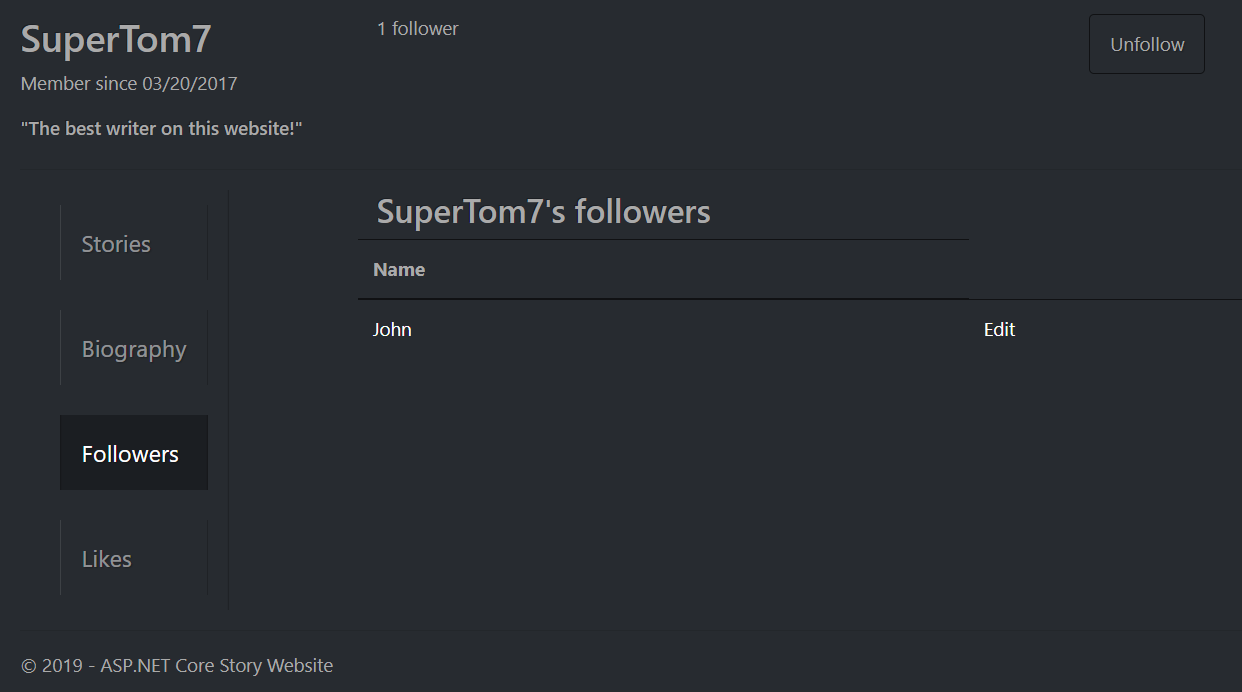 SuperTom7
1 follower
Unfollow
Member since 03/20/2017
"The best writer on this website!"
Stories
Biography
Followers
Likes
SuperTom7's followers
Name
John
Edit
© 2019 - ASP.NET Core Story Website